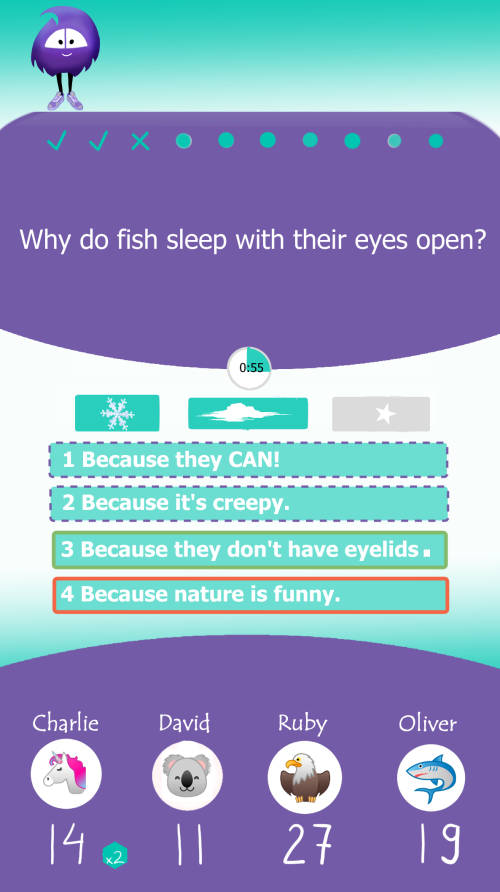 Why do fish sleep with their eyes open?
0:55
1 Because they CAN!
2 Because it's creepy.
3 Because they don't have eyelids.
4 Because nature is funny.
Charlie David Ruby Oliver
14 x2 11 27 19